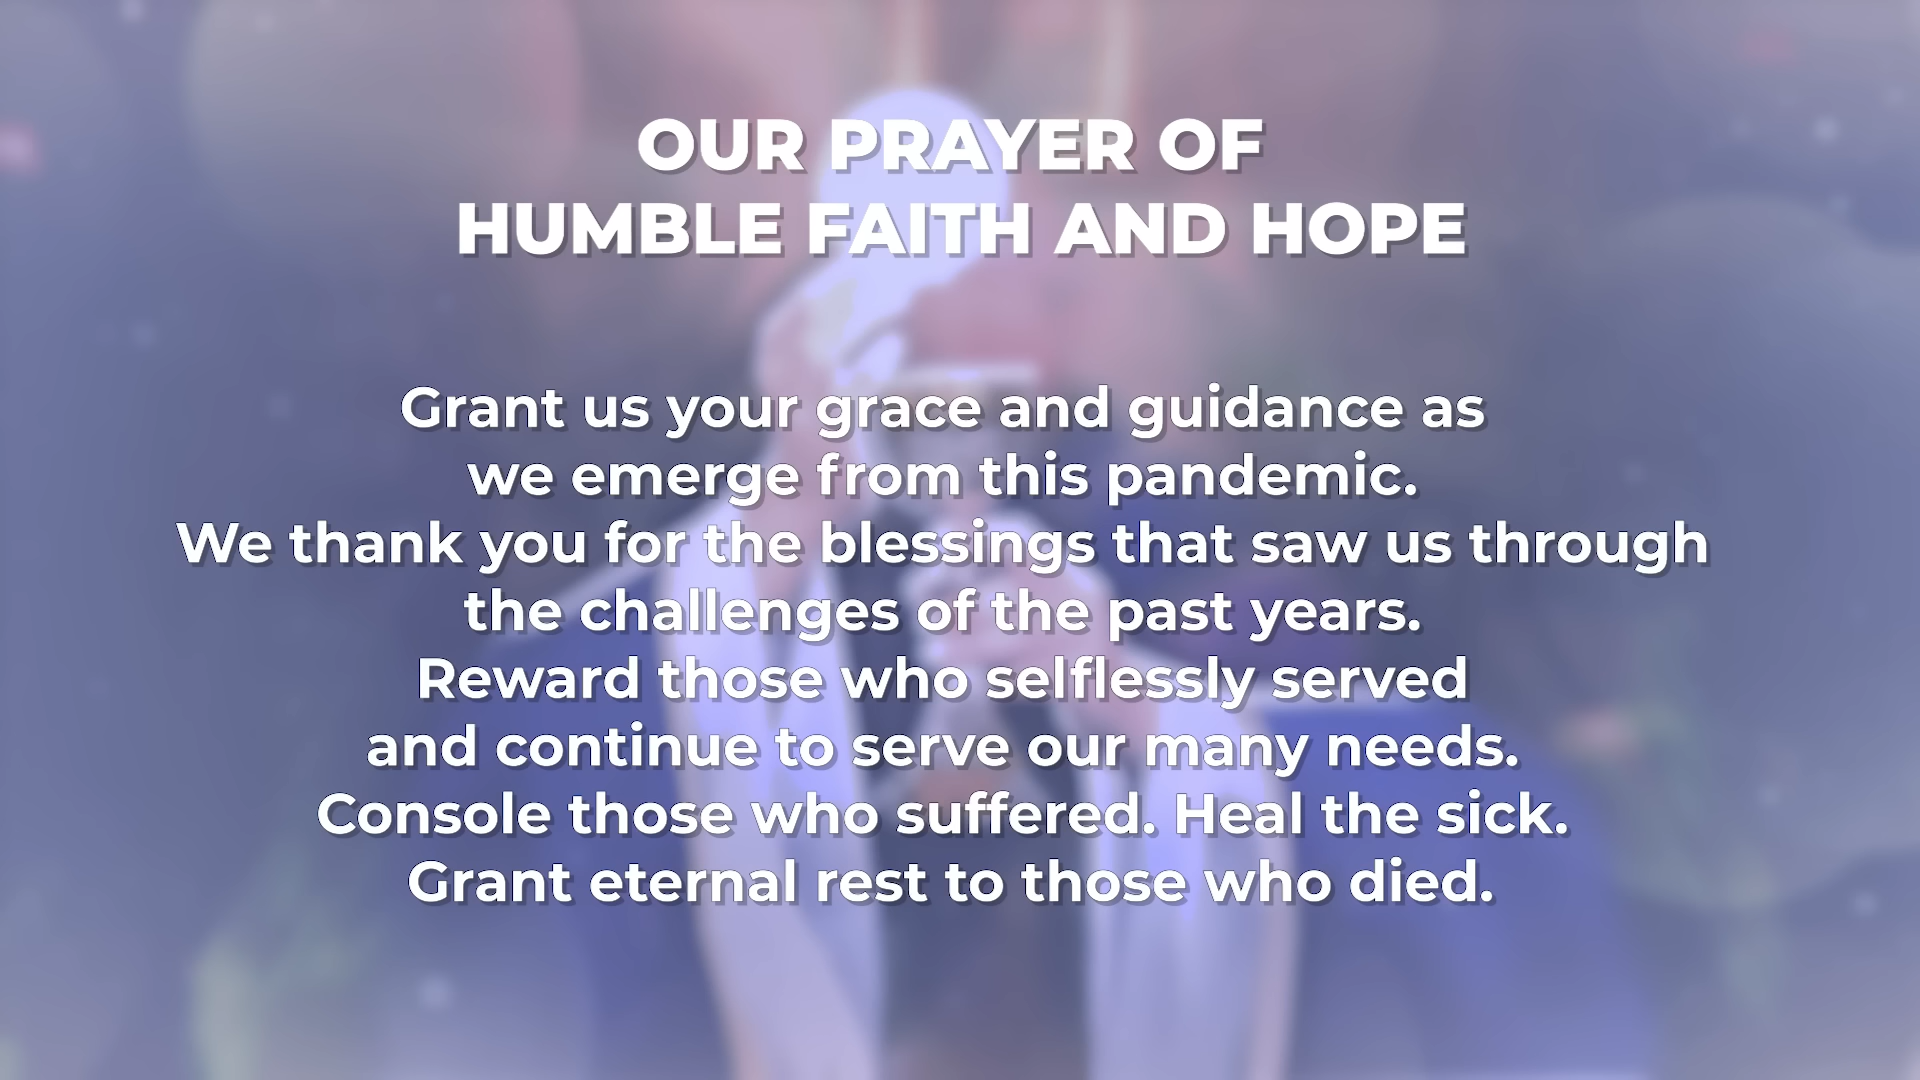 OUR PRAYER OF
HUMBLE FAITH AND HOPE
Grant us your grace and guidance as
we emerge from this pandemic.
We thank you for the blessings that saw us through
the challenges of the past years.
Reward those who selflessly served
and continue to serve our many needs.
Console those who suffered. Heal the sick.
Grant eternal rest to those who died.